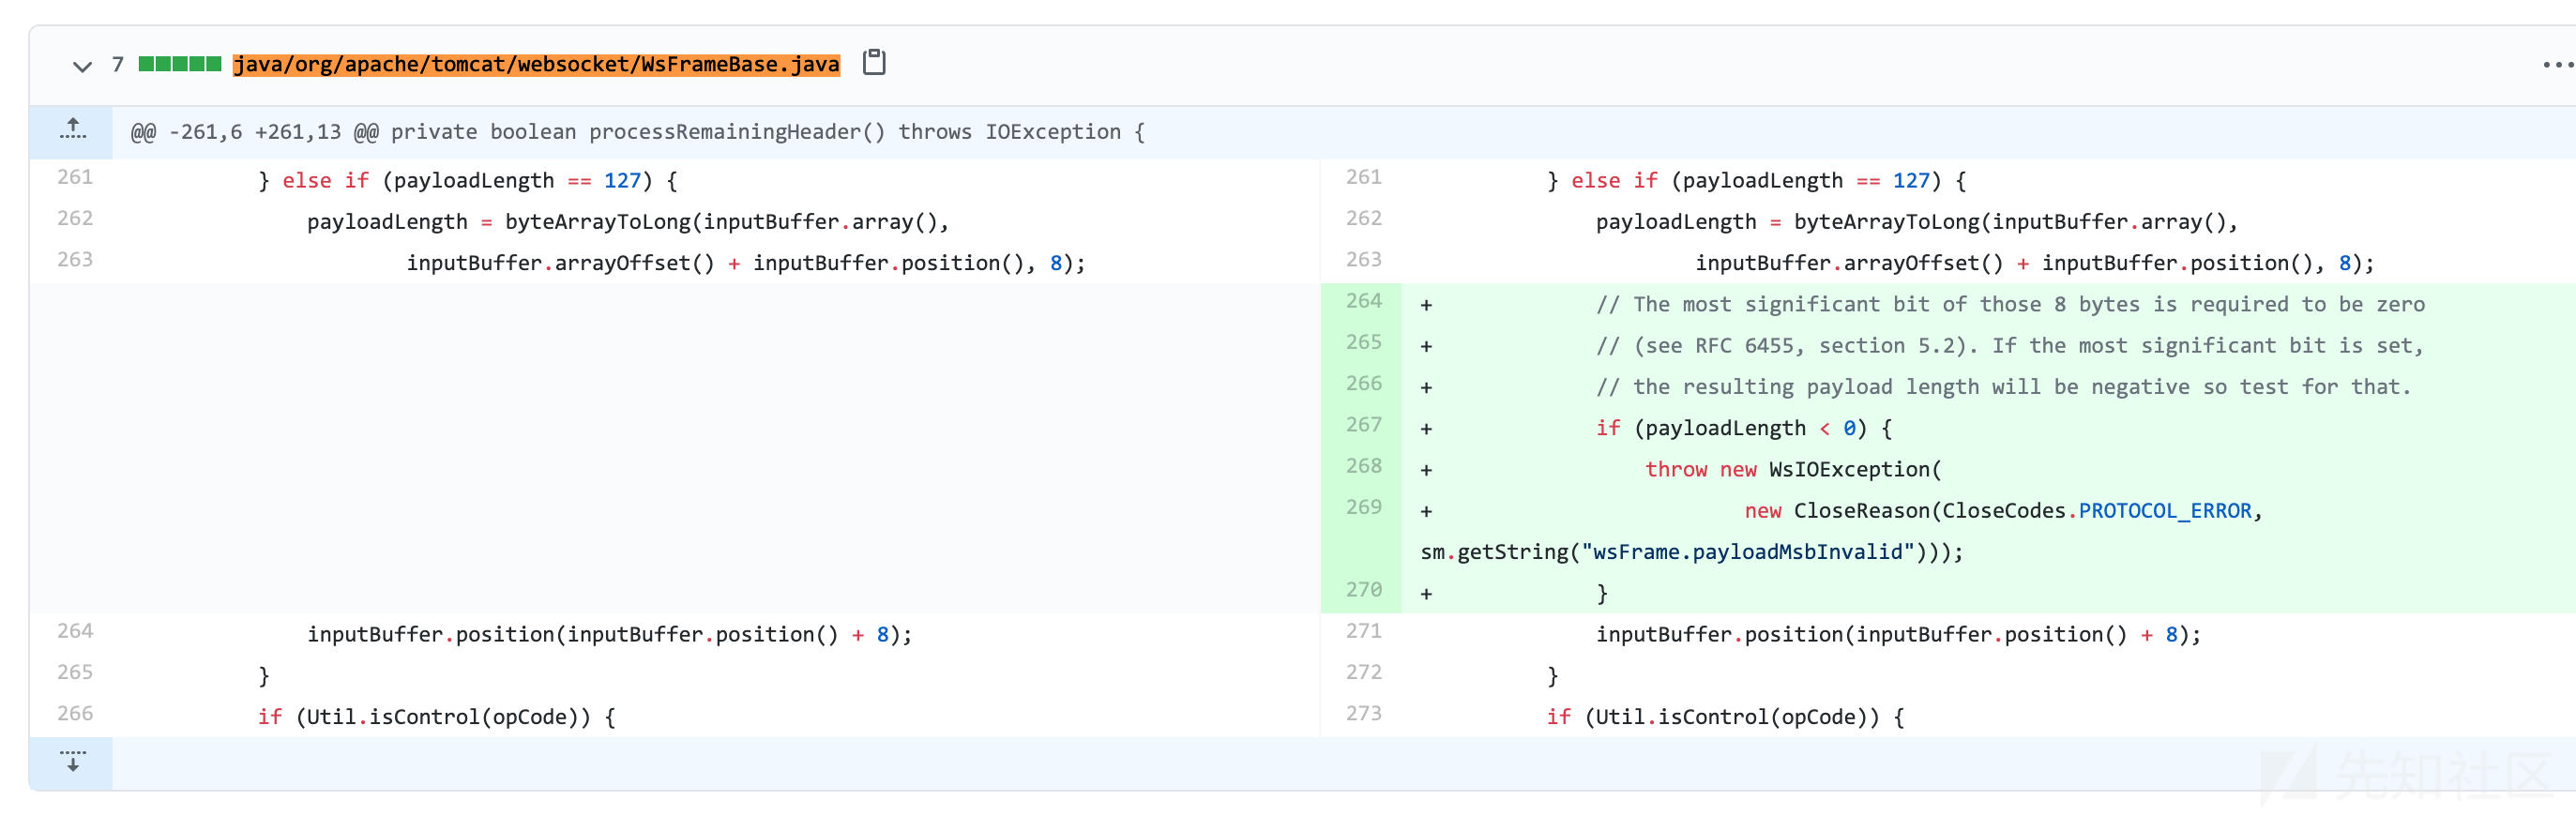 7 java/org/apache/tomcat/websocket/WsFrameBase.java
@@ -261,6 +261,13 @@ private boolean processRemainingHeader() throws IOException {
261 } else if (payloadLength == 127) {
262 payloadLength = byteArrayToLong(inputBuffer.array(),
263 inputBuffer.arrayOffset() + inputBuffer.position(), 8);
264 inputBuffer.position(inputBuffer.position() + 8);
265 }
266 if (Util.isControl(opCode)) {
261 } else if (payloadLength == 127) {
262 payloadLength = byteArrayToLong(inputBuffer.array(),
263 inputBuffer.arrayOffset() + inputBuffer.position(), 8);
264 + // The most significant bit of those 8 bytes is required to be zero
265 + // (see RFC 6455, section 5.2). If the most significant bit is set,
266 + // the resulting payload length will be negative so test for that.
267 + if (payloadLength < 0) {
268 + throw new WsIOException(
269 + new CloseReason(CloseCodes.PROTOCOL_ERROR,
sm.getString("wsFrame.payloadMsbInvalid")));
270 + }
271 inputBuffer.position(inputBuffer.position() + 8);
272 }
273 if (Util.isControl(opCode)) {
先知社区